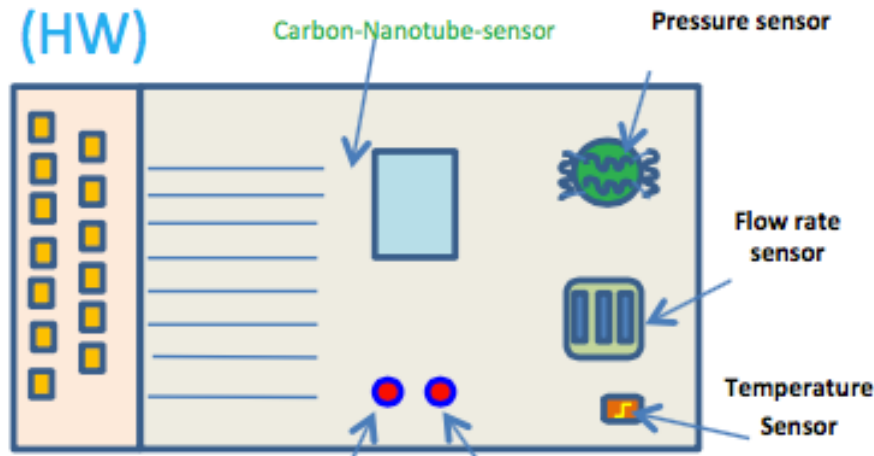 (HW)
Carbon-Nanotube-sensor
Pressure sensor
Flow rate
sensor
Temperature
Sensor